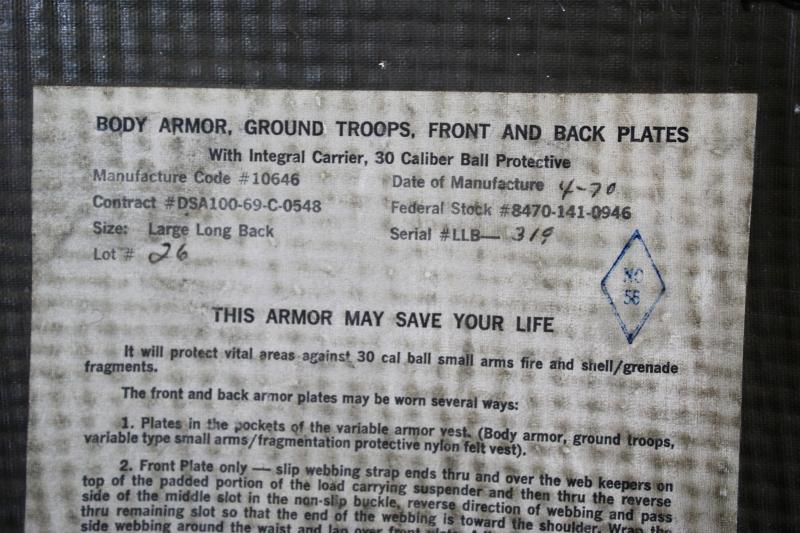 BODY ARMOR, GROUND TROOPS, FRONT AND BACK PLATES
With Integral Carrier, 30 Caliber Ball Protective
Manufacture Code #10646 Date of Manufacture 4-70
Contract #DSA100-69-C-0548 Federal Stock #8470-141-0946
Size: Large Long Back Serial #LLB— 319
Lot # 26
NO
56
THIS ARMOR MAY SAVE YOUR LIFE
It will protect vital areas against 30 cal ball small arms fire and shell/grenade
fragments.
The front and back armor plates may be worn several ways:
1. Plates in the pockets of the variable armor vest. (Body armor, ground troops,
variable type small arms/fragmentation protective nylon felt vest).
2. Front Plate only — slip webbing strap ends thru and over the web keepers on
top of the padded portion of the load carrying suspender and then thru the reverse
side of the middle slot in the non-slip buckle, reverse direction of webbing and pass
thru remaining slot so that the end of the webbing is toward the shoulder. Wrap the
side webbing around the waist and lap over front